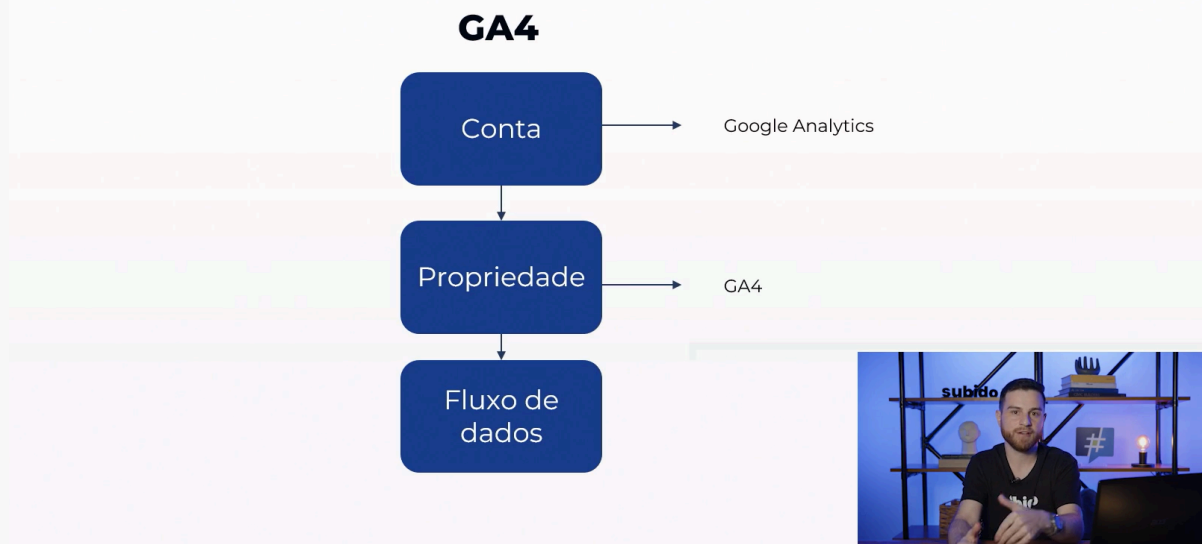 GA4
Conta
Google Analytics
Propriedade
GA4
Fluxo de
dados
subido
#